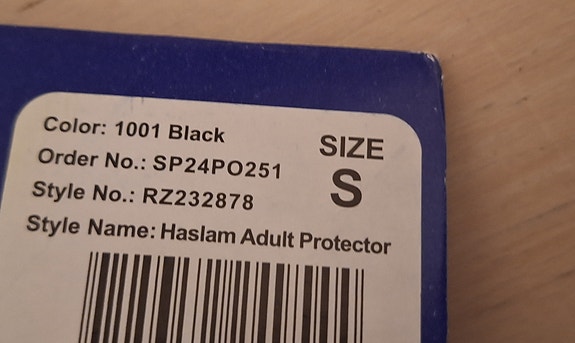 Color: 1001 Black
Order No.: SP24PO251
Style No.: RZ232878
Style Name: Haslam Adult Protector
SIZE
S